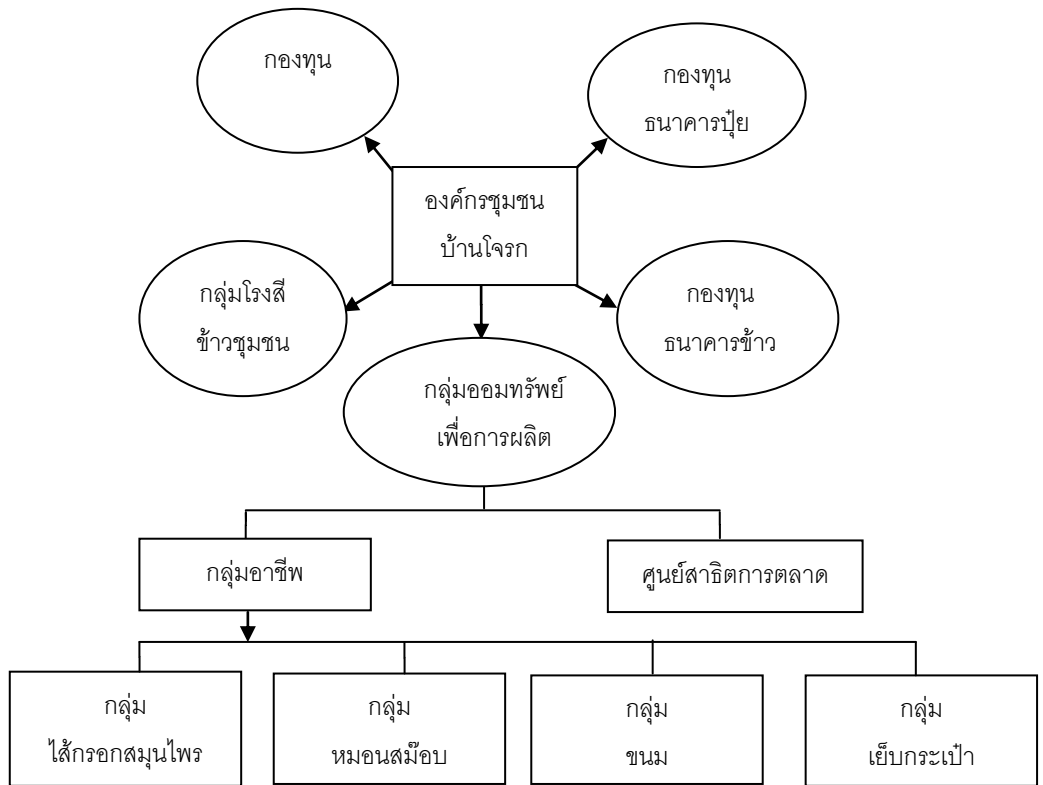 กองทุน
กองทุน
ธนาคารปุ๋ย
องค์กรชุมชน
บ้านโจรก
กลุ่มโรงสี
ข้าวชุมชน
กองทุน
ธนาคารข้าว
กลุ่มออมทรัพย์
เพื่อการผลิต
กลุ่มอาชีพ
ศูนย์สาธิตการตลาด
กลุ่ม
ไส้กรอกสมุนไพร
กลุ่ม
หมอนสม๊อบ
กลุ่ม
ขนม
กลุ่ม
เย็บกระเป๋า